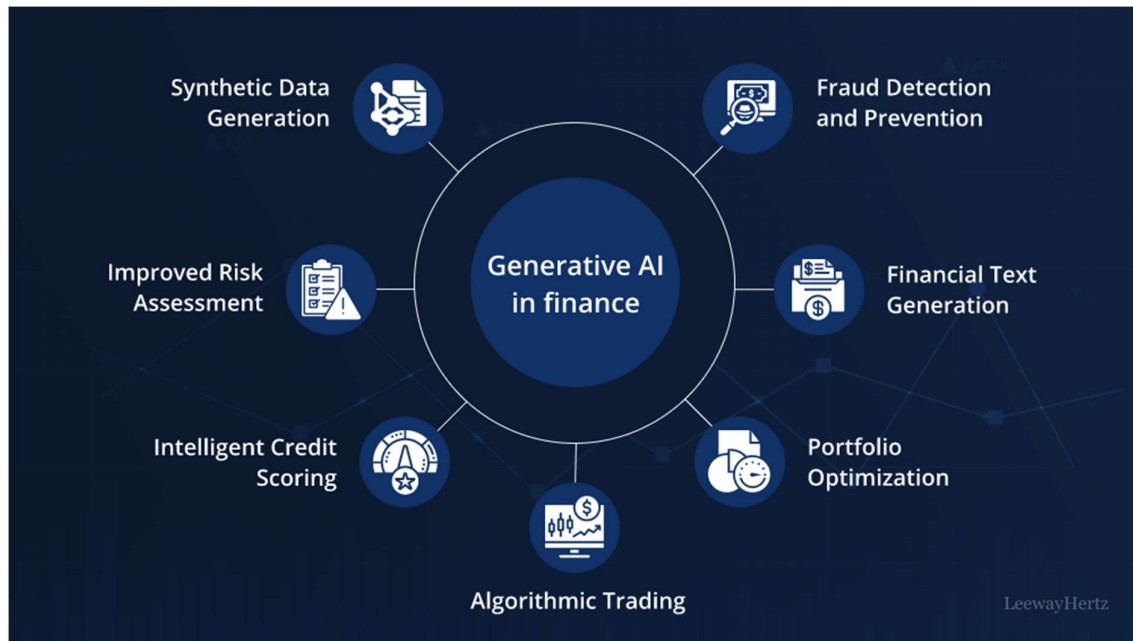 Synthetic Data
Generation
Fraud Detection
and Prevention
Improved Risk
Assessment
Generative AI
in finance
Financial Text
Generation
Intelligent Credit
Scoring
Portfolio
Optimization
Algorithmic Trading
LeewayHertz